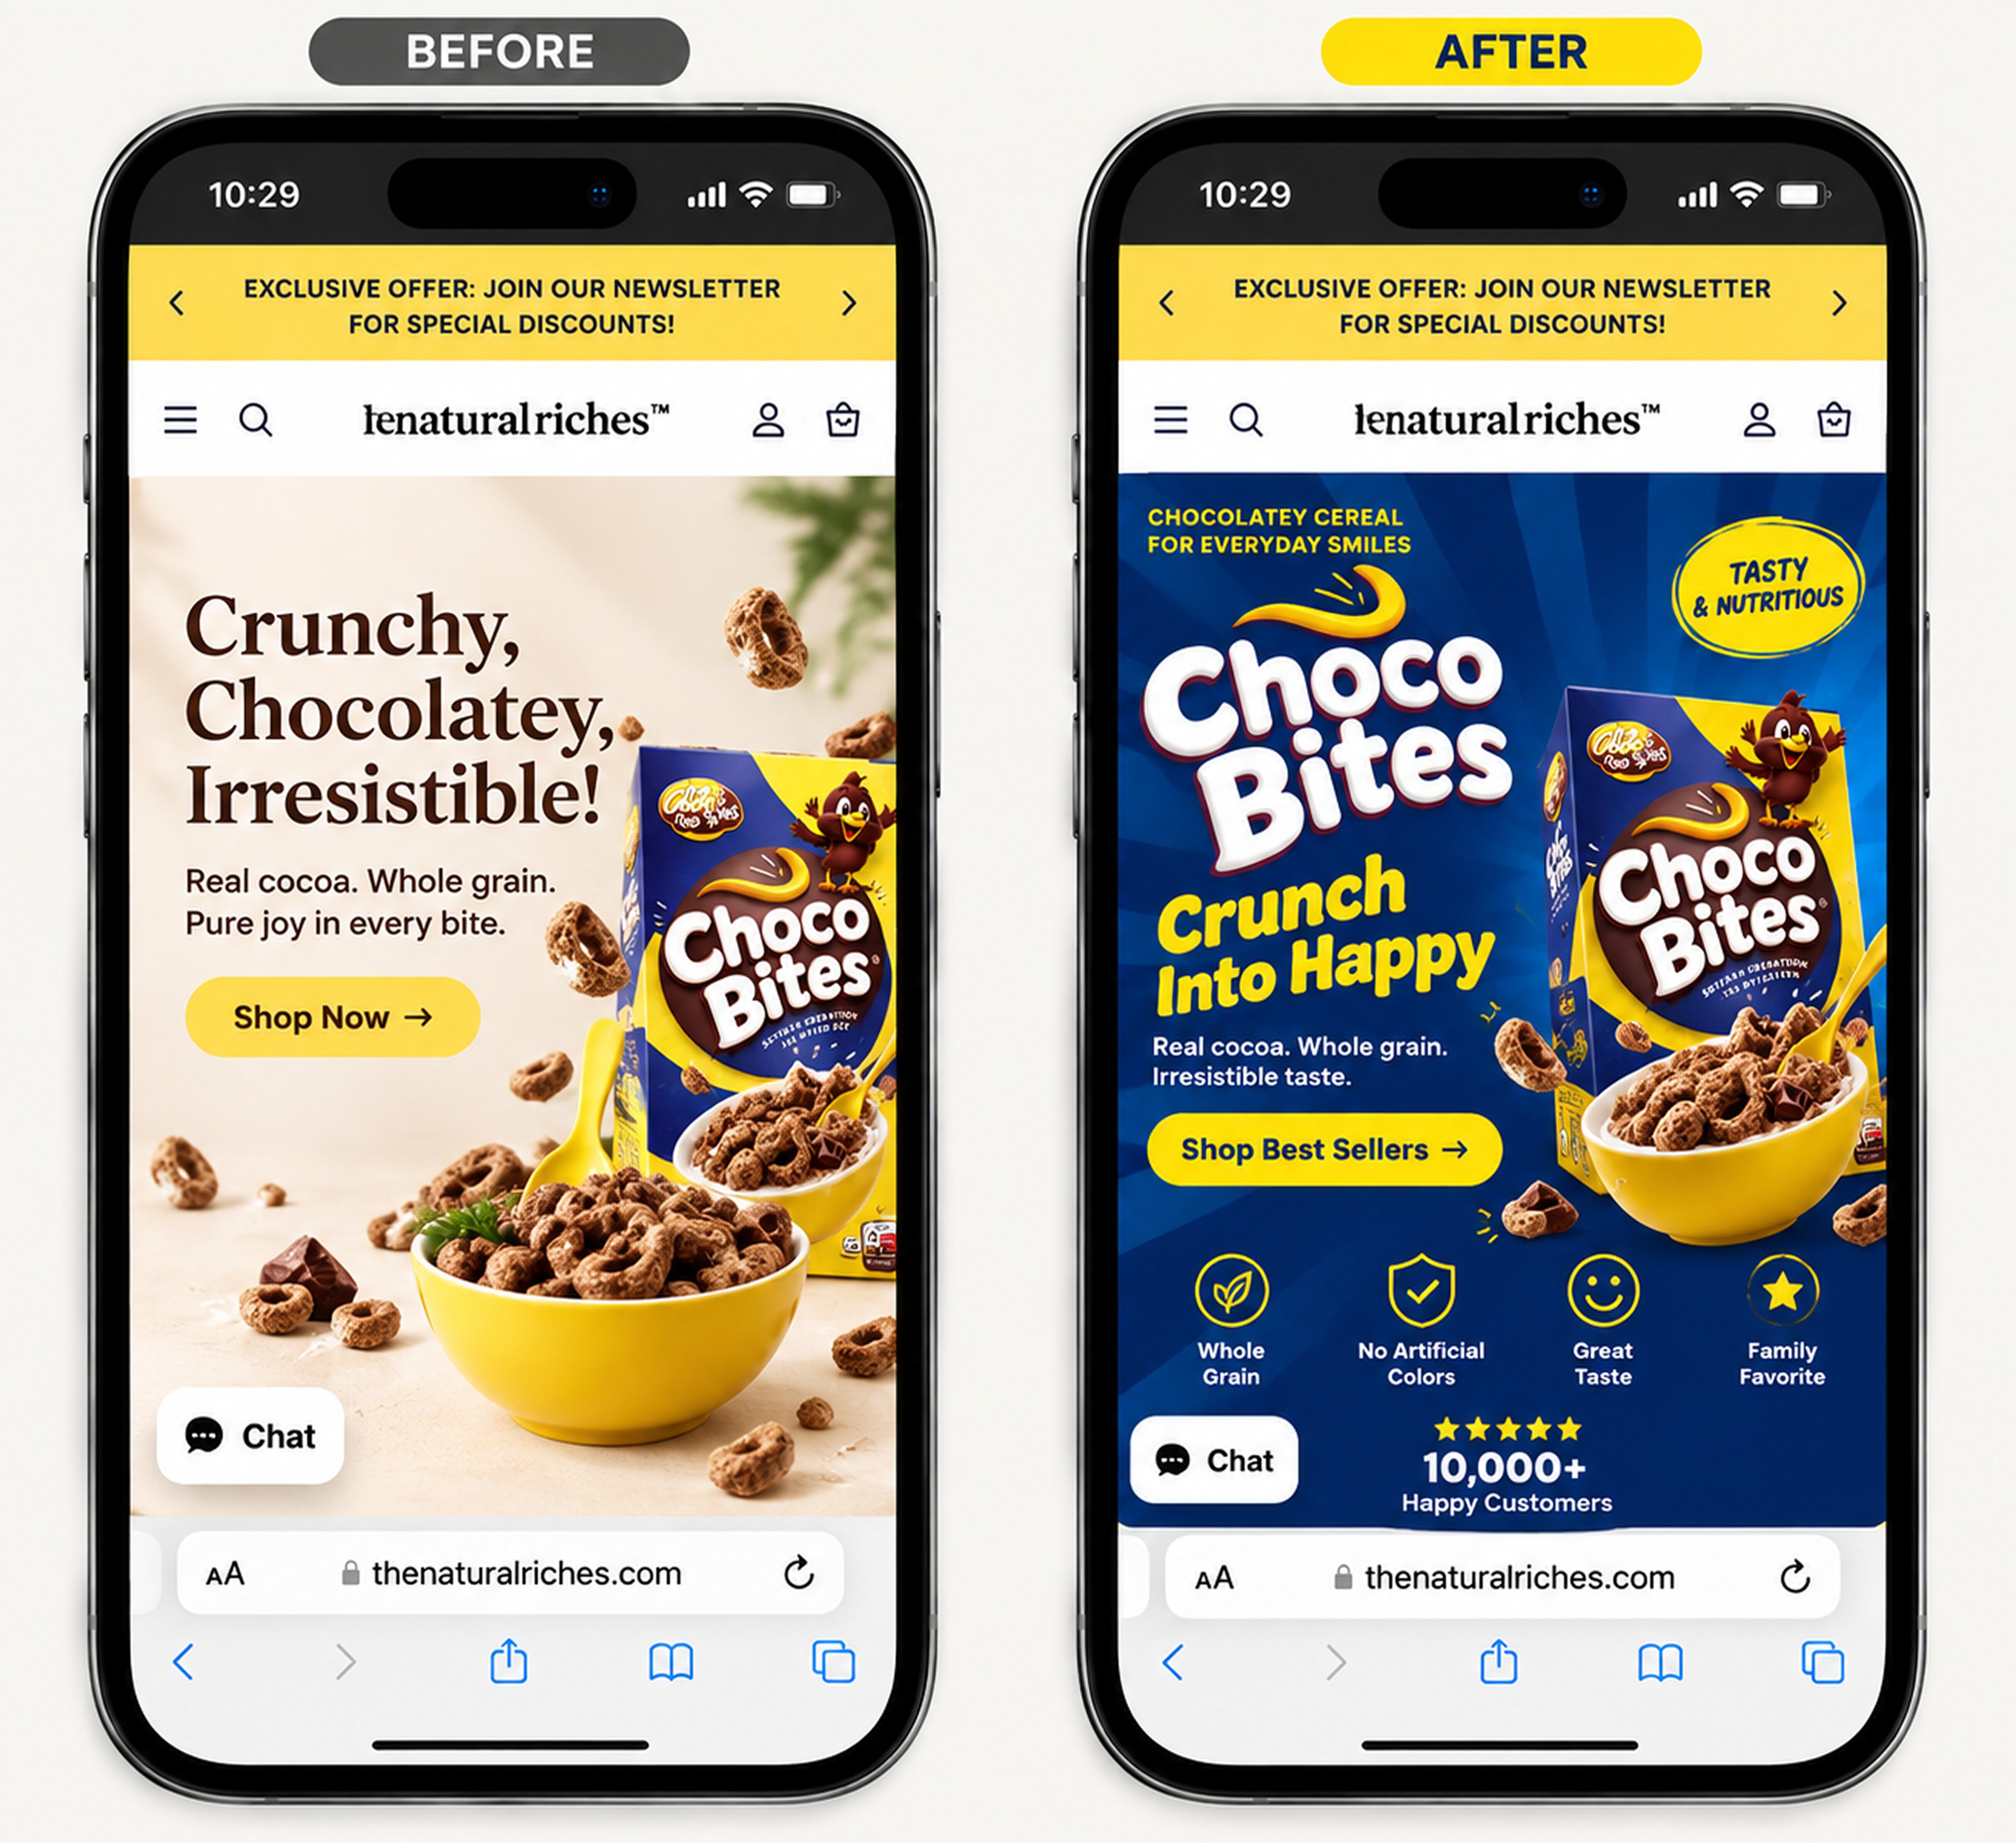 BEFORE
10:29
EXCLUSIVE OFFER: JOIN OUR NEWSLETTER
FOR SPECIAL DISCOUNTS!
lenaturalriches™
Crunchy,
Chocolatey,
Irresistible!
Real cocoa. Whole grain.
Pure joy in every bite.
Shop Now →
Choco
Bites
Chat
AA
thenaturalriches.com
AFTER
10:29
EXCLUSIVE OFFER: JOIN OUR NEWSLETTER
FOR SPECIAL DISCOUNTS!
lenaturalriches™
CHOCOLATEY CEREAL
FOR EVERYDAY SMILES
TASTY
& NUTRITIOUS
Choco
Bites
Crunch
Into Happy
Real cocoa. Whole grain.
Irresistible taste.
Shop Best Sellers →
Choco
Bites
Whole
Grain
No Artificial
Colors
Great
Taste
Family
Favorite
Chat
10,000+
Happy Customers
AA
thenaturalriches.com